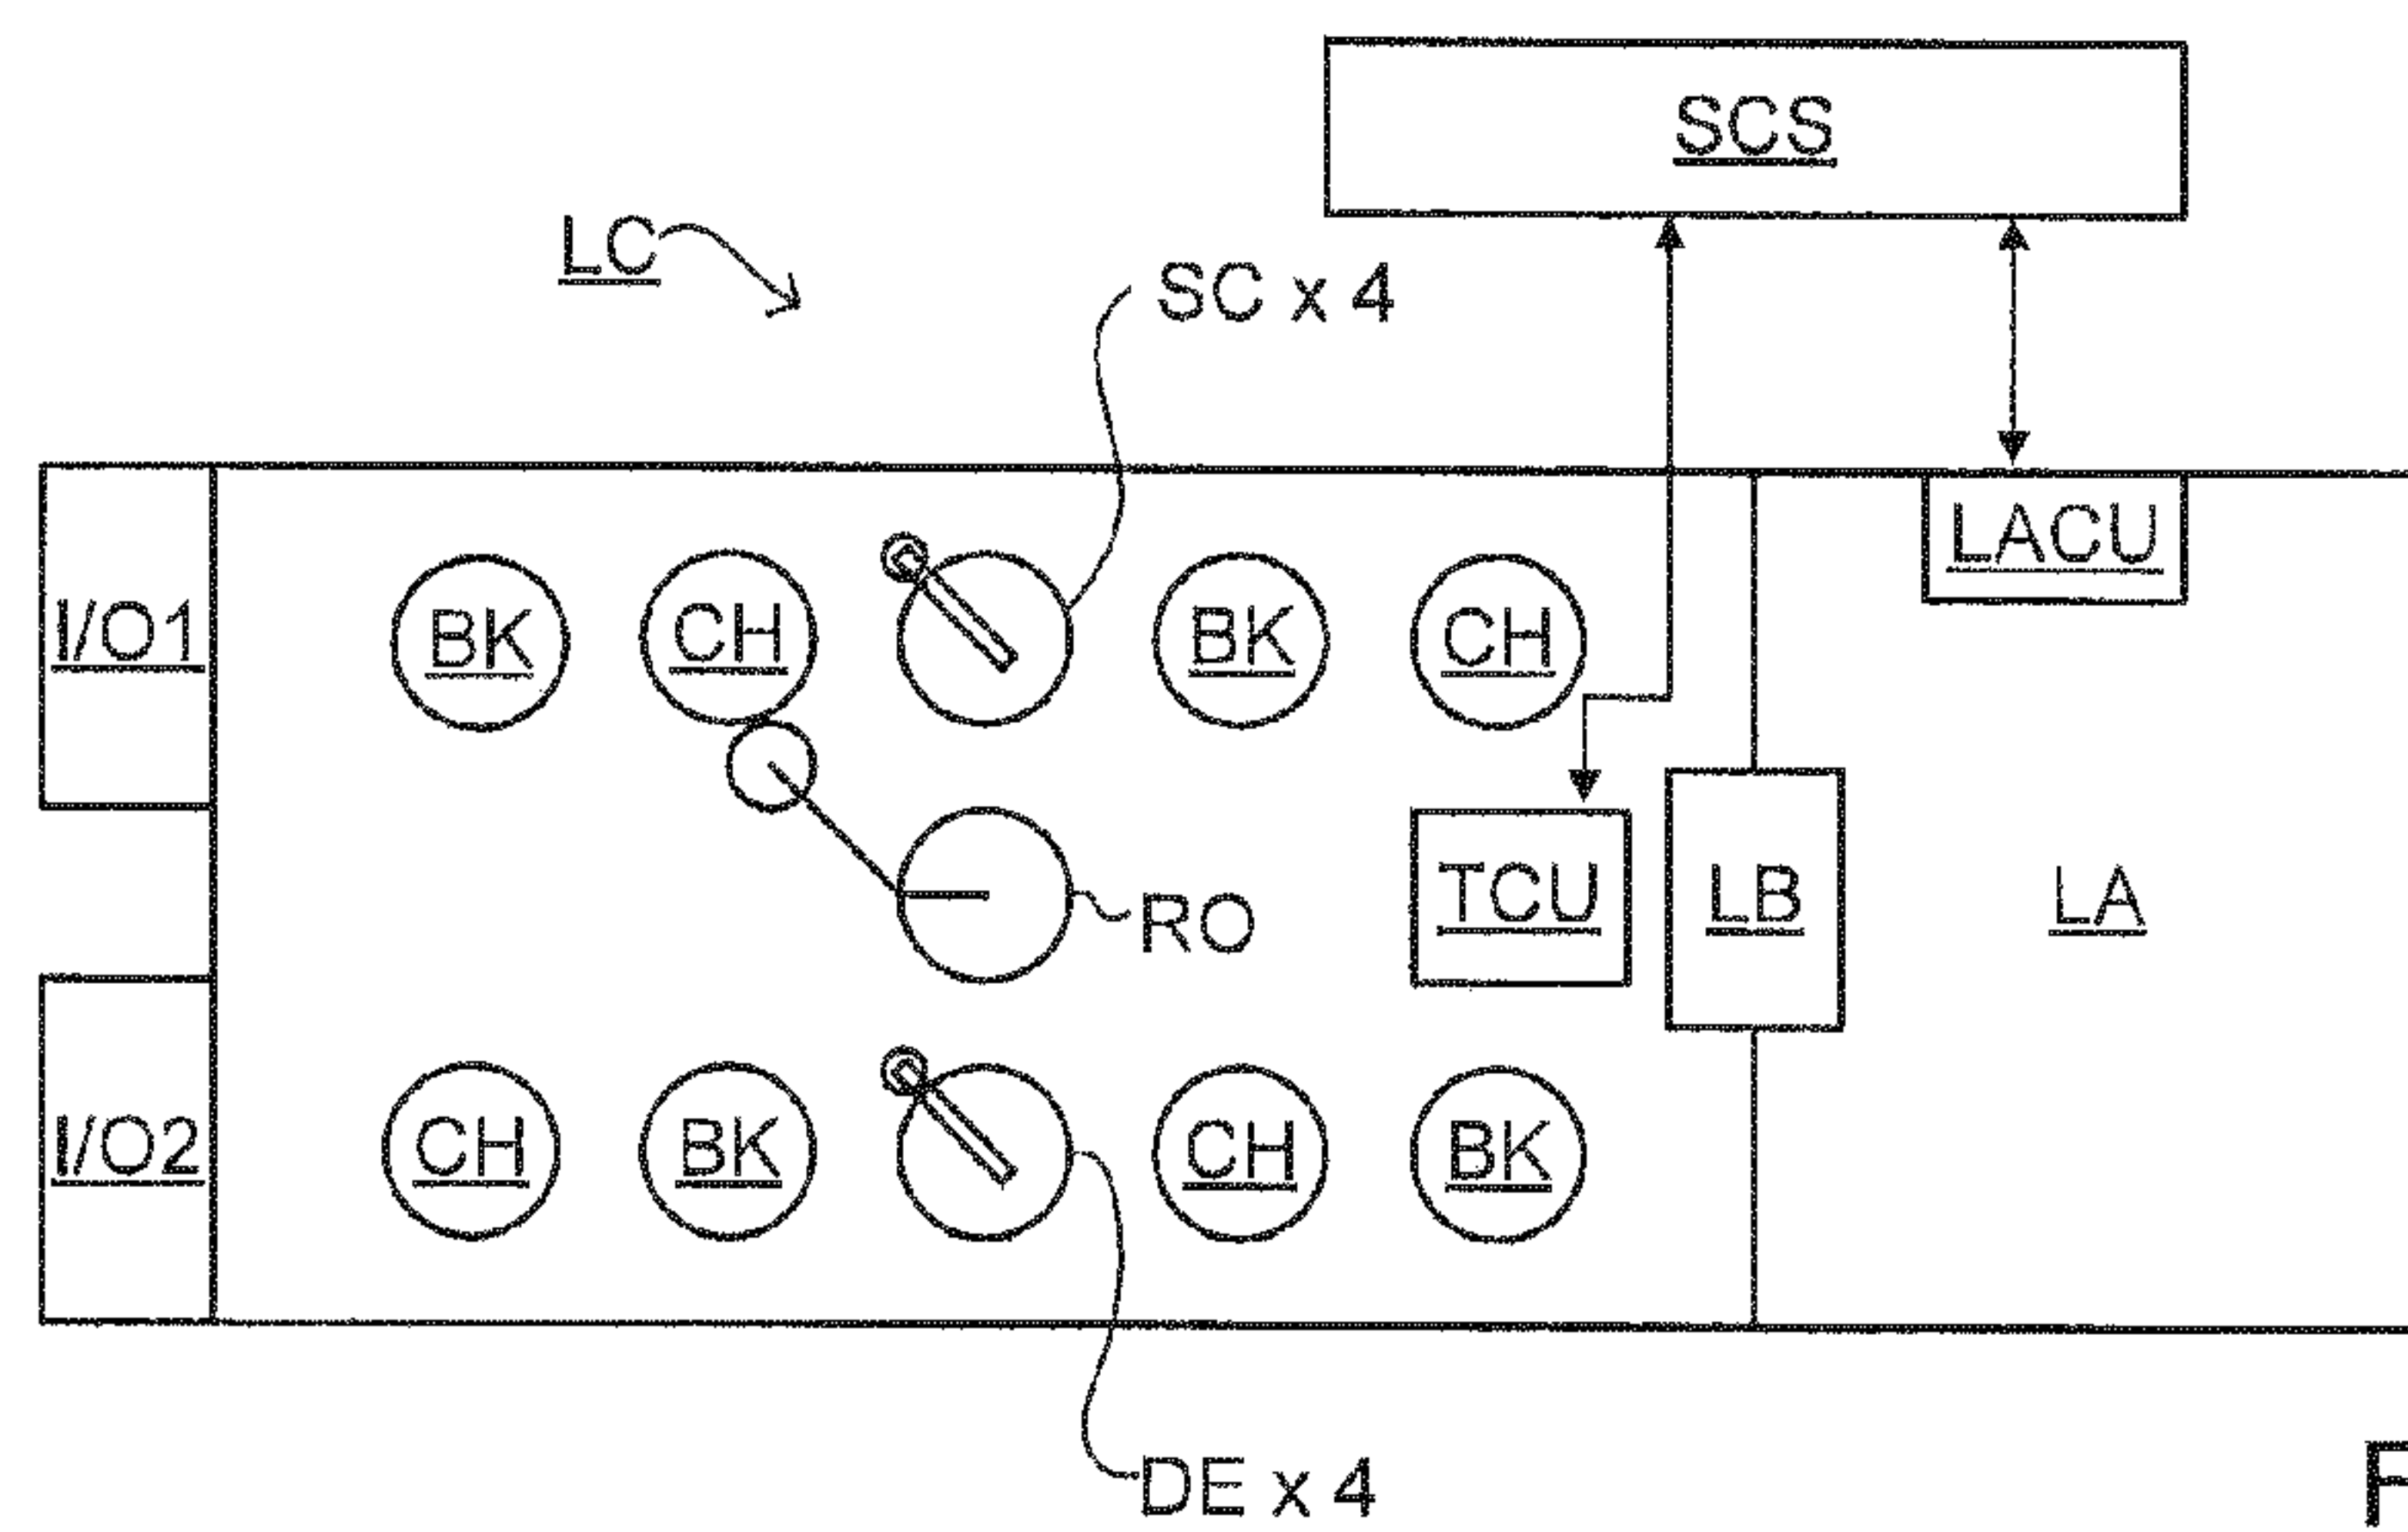 SCS
LC
SC x 4
LACU
I/O1
BK
CH
BK
CH
TCU
LB
LA
RO
I/O2
CH
BK
CH
BK
DE x 4
F